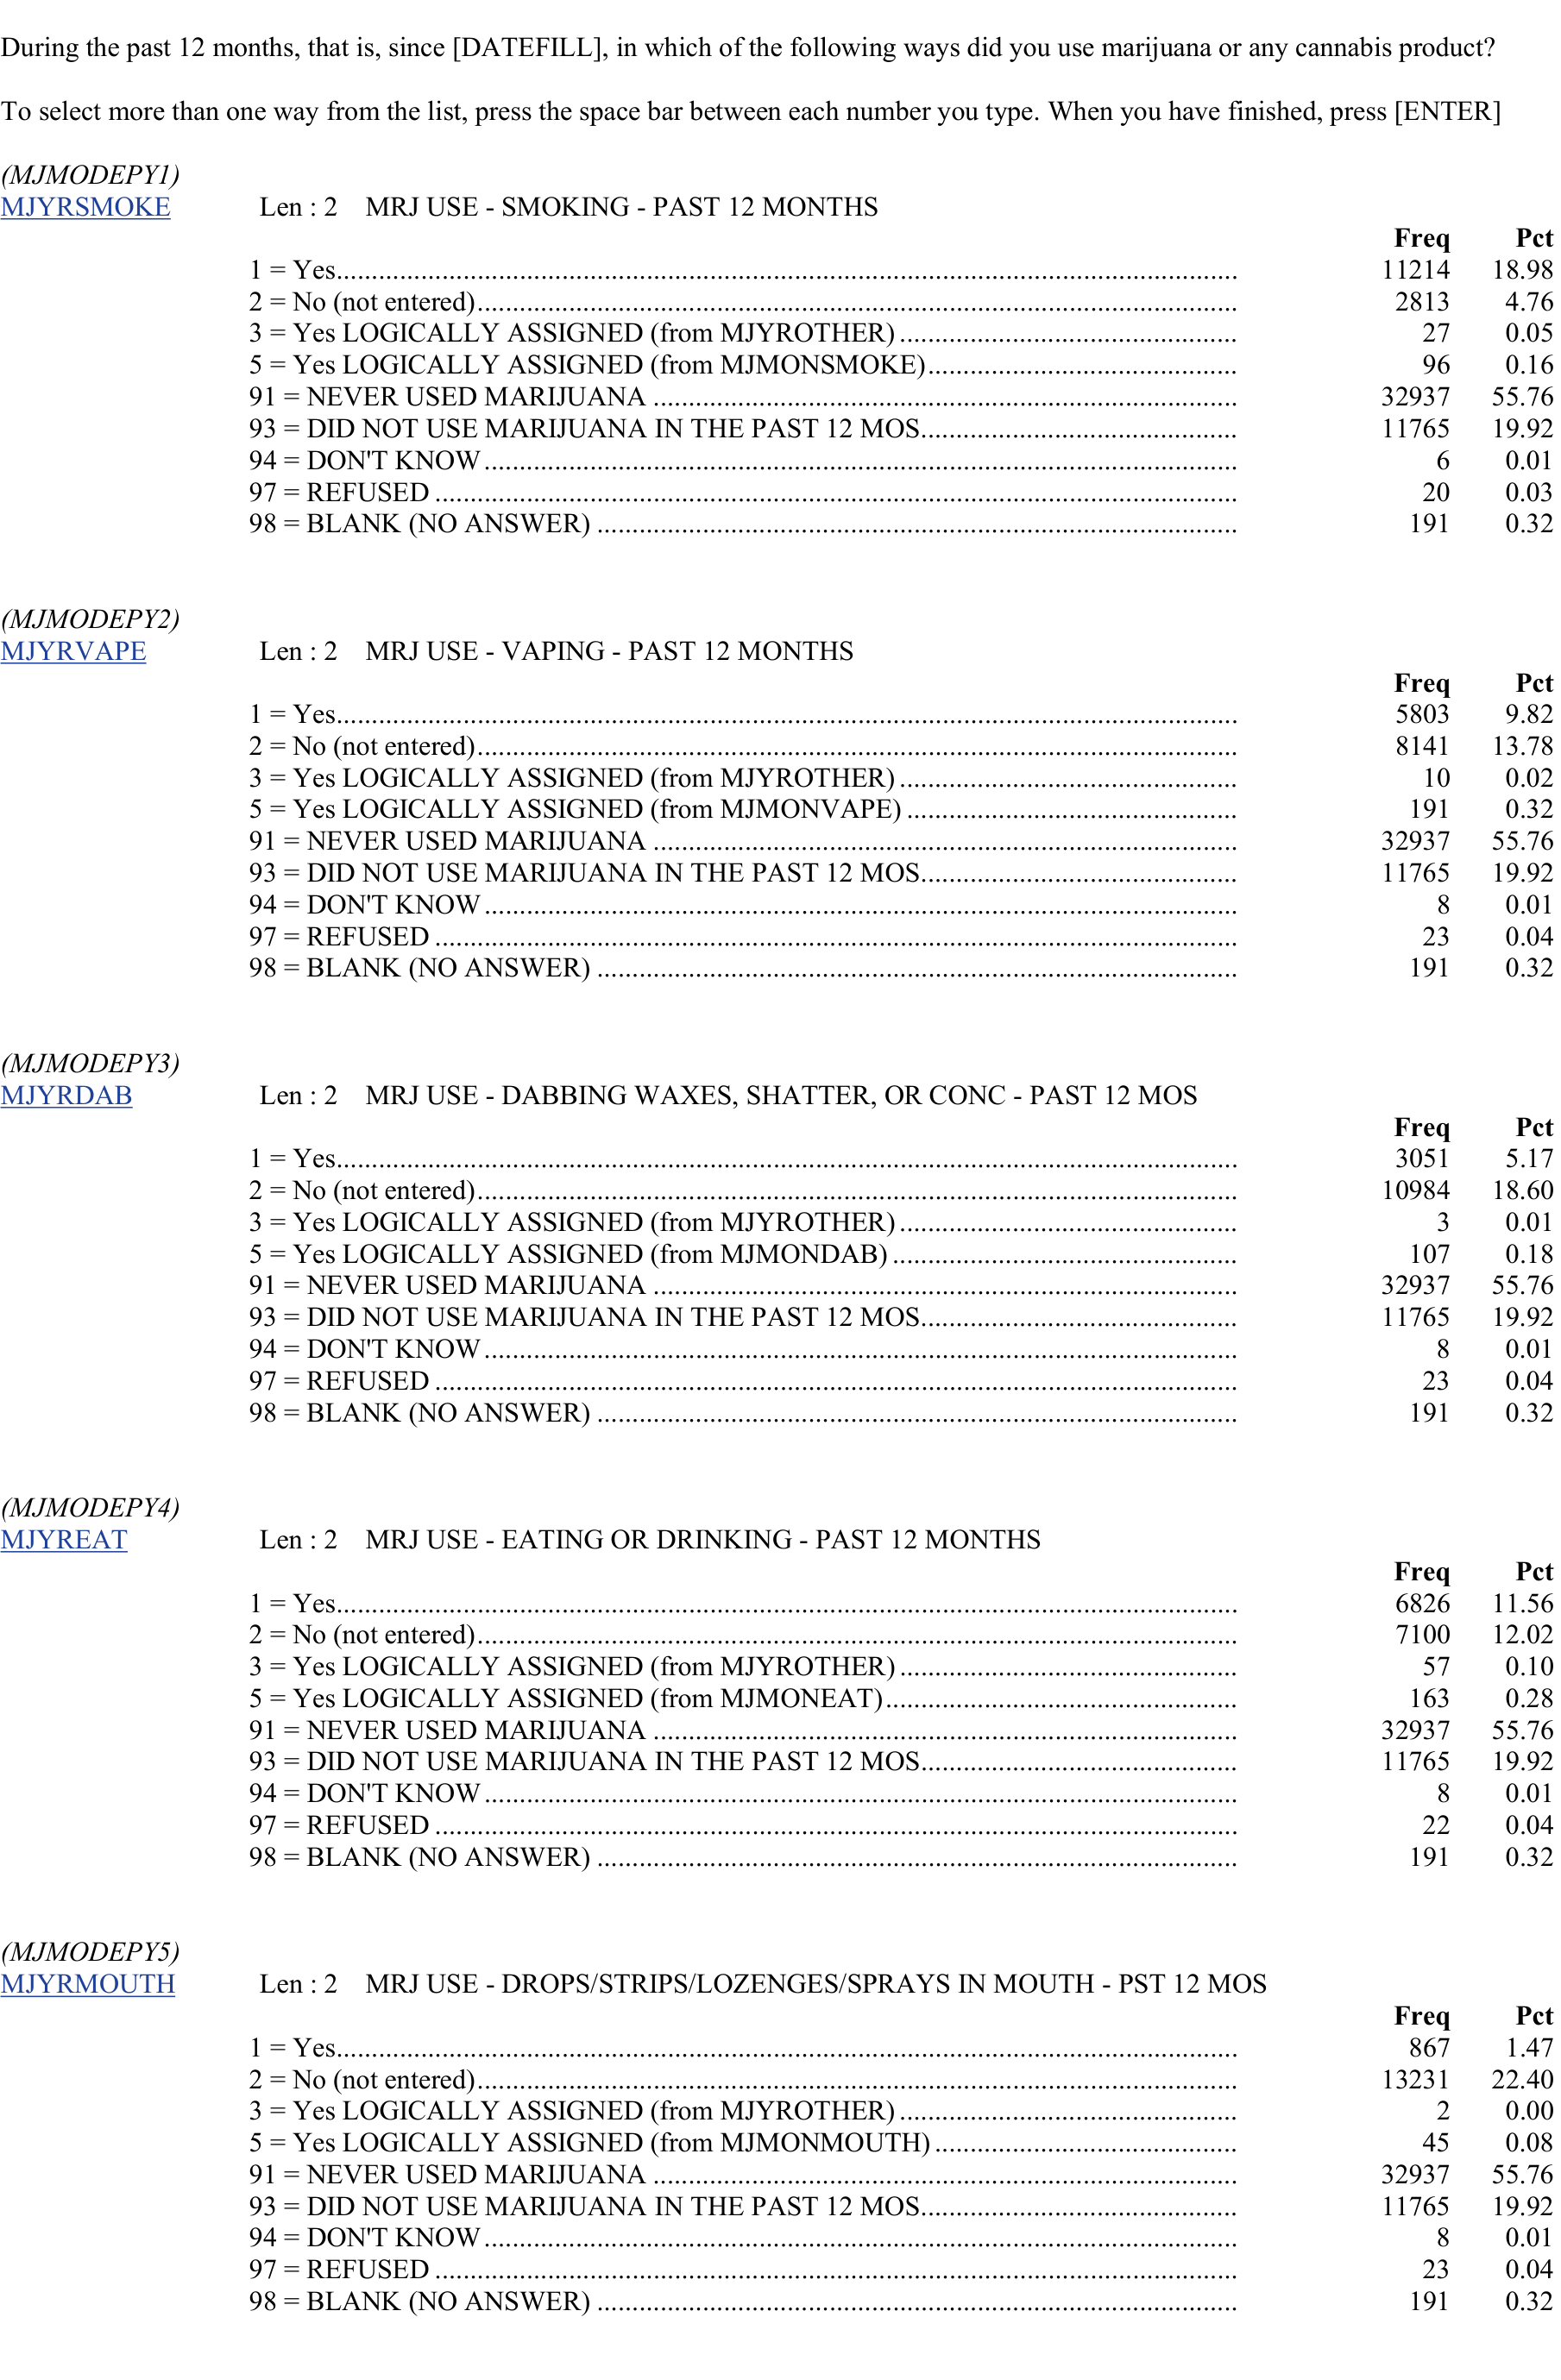 During the past 12 months, that is, since [DATEFILL], in which of the following ways did you use marijuana or any cannabis product?
To select more than one way from the list, press the space bar between each number you type. When you have finished, press [ENTER]
(MJMODEPY1)
MJYRSMOKE Len : 2 MRJ USE - SMOKING - PAST 12 MONTHS
Freq Pct
1 = Yes 11214 18.98
2 = No (not entered) 2813 4.76
3 = Yes LOGICALLY ASSIGNED (from MJYROTHER) 27 0.05
5 = Yes LOGICALLY ASSIGNED (from MJMONSMOKE) 96 0.16
91 = NEVER USED MARIJUANA 32937 55.76
93 = DID NOT USE MARIJUANA IN THE PAST 12 MOS 11765 19.92
94 = DON'T KNOW 6 0.01
97 = REFUSED 20 0.03
98 = BLANK (NO ANSWER) 191 0.32
(MJMODEPY2)
MJYRVAPE Len : 2 MRJ USE - VAPING - PAST 12 MONTHS
Freq Pct
1 = Yes 5803 9.82
2 = No (not entered) 8141 13.78
3 = Yes LOGICALLY ASSIGNED (from MJYROTHER) 10 0.02
5 = Yes LOGICALLY ASSIGNED (from MJMONVAPE) 191 0.32
91 = NEVER USED MARIJUANA 32937 55.76
93 = DID NOT USE MARIJUANA IN THE PAST 12 MOS 11765 19.92
94 = DON'T KNOW 8 0.01
97 = REFUSED 23 0.04
98 = BLANK (NO ANSWER) 191 0.32
(MJMODEPY3)
MJYRDAB Len : 2 MRJ USE - DABBING WAXES, SHATTER, OR CONC - PAST 12 MOS
Freq Pct
1 = Yes 3051 5.17
2 = No (not entered) 10984 18.60
3 = Yes LOGICALLY ASSIGNED (from MJYROTHER) 3 0.01
5 = Yes LOGICALLY ASSIGNED (from MJMONDAB) 107 0.18
91 = NEVER USED MARIJUANA 32937 55.76
93 = DID NOT USE MARIJUANA IN THE PAST 12 MOS 11765 19.92
94 = DON'T KNOW 8 0.01
97 = REFUSED 23 0.04
98 = BLANK (NO ANSWER) 191 0.32
(MJMODEPY4)
MJYREAT Len : 2 MRJ USE - EATING OR DRINKING - PAST 12 MONTHS
Freq Pct
1 = Yes 6826 11.56
2 = No (not entered) 7100 12.02
3 = Yes LOGICALLY ASSIGNED (from MJYROTHER) 57 0.10
5 = Yes LOGICALLY ASSIGNED (from MJMONEAT) 163 0.28
91 = NEVER USED MARIJUANA 32937 55.76
93 = DID NOT USE MARIJUANA IN THE PAST 12 MOS 11765 19.92
94 = DON'T KNOW 8 0.01
97 = REFUSED 22 0.04
98 = BLANK (NO ANSWER) 191 0.32
(MJMODEPY5)
MJYRMOUTH Len : 2 MRJ USE - DROPS/STRIPS/LOZENGES/SPRAYS IN MOUTH - PST 12 MOS
Freq Pct
1 = Yes 867 1.47
2 = No (not entered) 13231 22.40
3 = Yes LOGICALLY ASSIGNED (from MJYROTHER) 2 0.00
5 = Yes LOGICALLY ASSIGNED (from MJMONMOUTH) 45 0.08
91 = NEVER USED MARIJUANA 32937 55.76
93 = DID NOT USE MARIJUANA IN THE PAST 12 MOS 11765 19.92
94 = DON'T KNOW 8 0.01
97 = REFUSED 23 0.04
98 = BLANK (NO ANSWER) 191 0.32